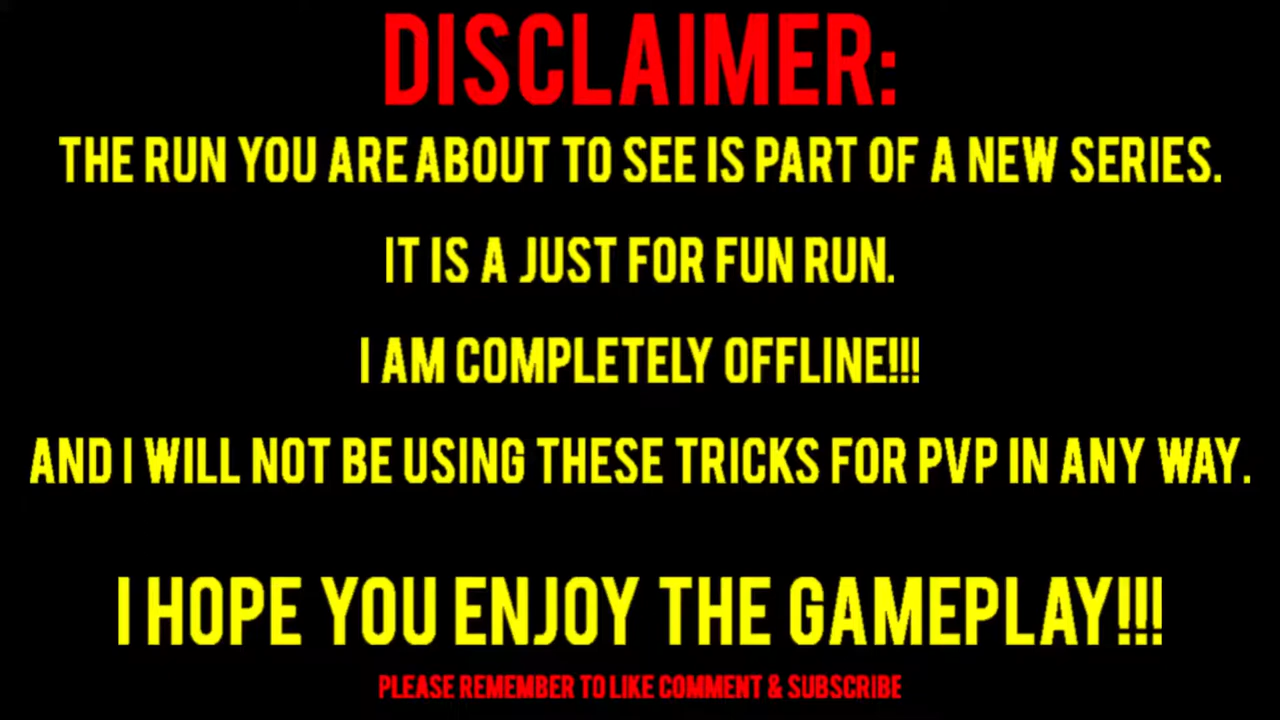 DISCLAIMER:
THE RUN YOU ARE ABOUT TO SEE IS PART OF A NEW SERIES.
IT IS A JUST FOR FUN RUN.
I AM COMPLETELY OFFLINE!!!
AND I WILL NOT BE USING THESE TRICKS FOR PVP IN ANY WAY.
I HOPE YOU ENJOY THE GAMEPLAY!!!
PLEASE REMEMBER TO LIKE COMMENT & SUBSCRIBE